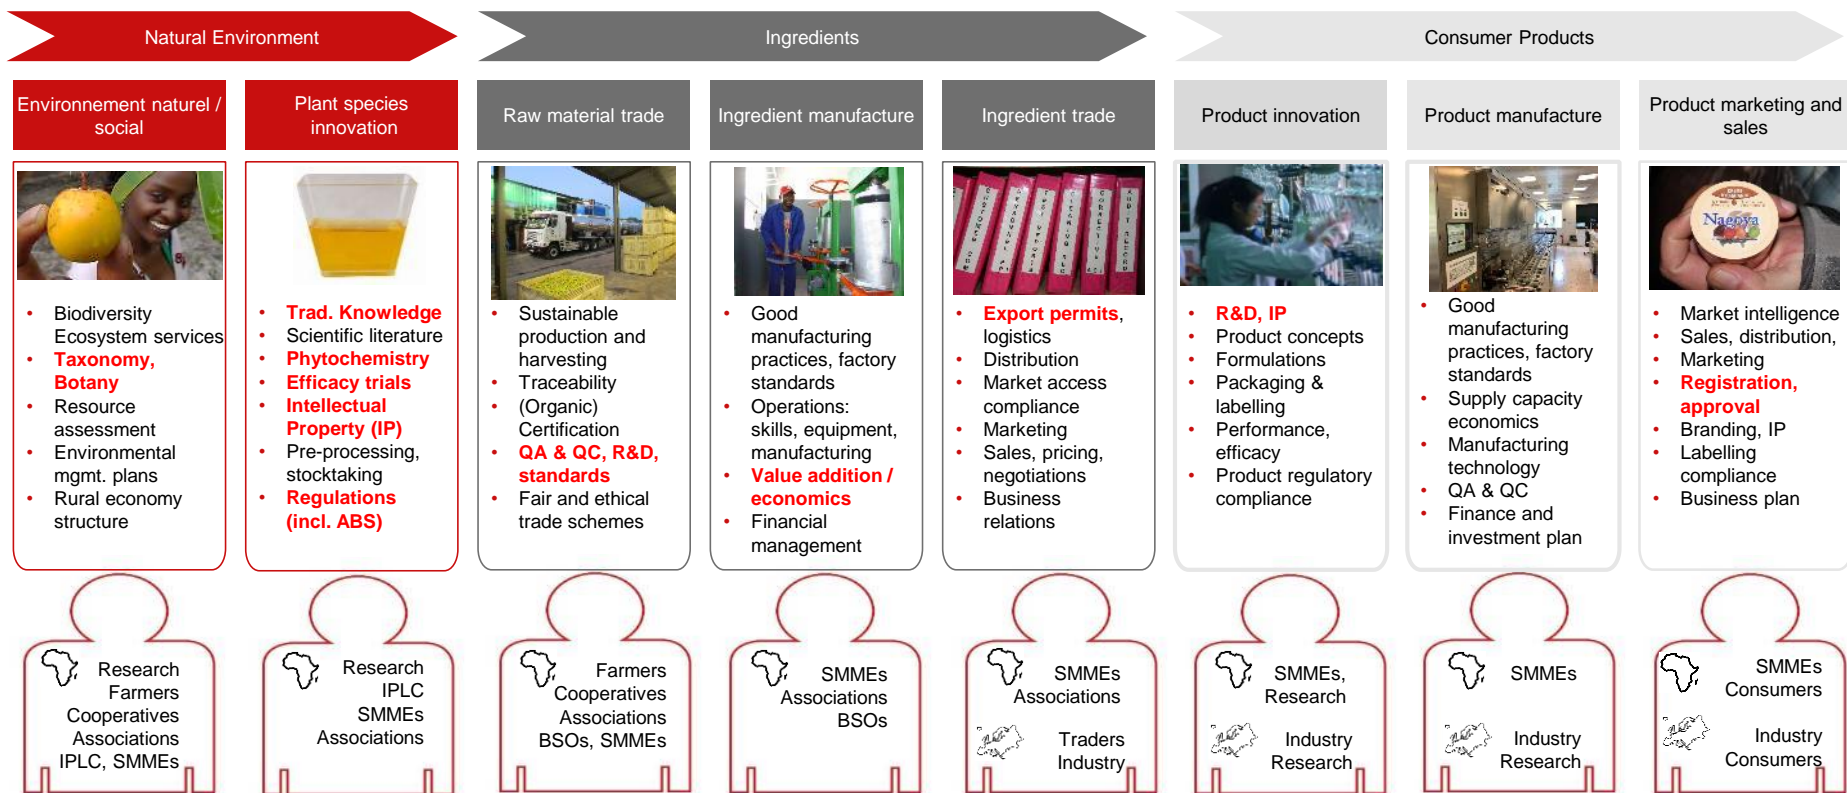 Natural Environment
Ingredients
Consumer Products
Environnement naturel /
social
Plant species
innovation
Raw material trade
Ingredient manufacture
Ingredient trade
Product innovation
Product manufacture
Product marketing and
sales
Nagoya
• Biodiversity
Ecosystem services
• Taxonomy,
Botany
• Resource
assessment
• Environmental
mgmt. plans
• Rural economy
structure
• Trad. Knowledge
• Scientific literature
• Phytochemistry
• Efficacy trials
• Intellectual
Property (IP)
• Pre-processing,
stocktaking
• Regulations
(incl. ABS)
• Sustainable
production and
harvesting
• Traceability
• (Organic)
Certification
• QA & QC, R&D,
standards
• Fair and ethical
trade schemes
• Good
manufacturing
practices, factory
standards
• Operations:
skills, equipment,
manufacturing
• Value addition /
economics
• Financial
management
• Export permits,
logistics
• Distribution
• Market access
compliance
• Marketing
• Sales, pricing,
negotiations
• Business
relations
• R&D, IP
• Product concepts
• Formulations
• Packaging &
labelling
• Performance,
efficacy
• Product regulatory
compliance
• Good
manufacturing
practices, factory
standards
• Supply capacity
economics
• Manufacturing
technology
• QA & QC
• Finance and
investment plan
• Market intelligence
• Sales, distribution,
• Marketing
• Registration,
approval
• Branding, IP
• Labelling
compliance
• Business plan
Research
Farmers
Cooperatives
Associations
IPLC, SMMEs
Research
IPLC
SMMEs
Associations
Farmers
Cooperatives
Associations
BSOs, SMMEs
SMMEs
Associations
BSOs
SMMEs
Associations
Traders
Industry
SMMEs,
Research
Industry
Research
SMMEs
Industry
Research
SMMEs
Consumers
Industry
Consumers